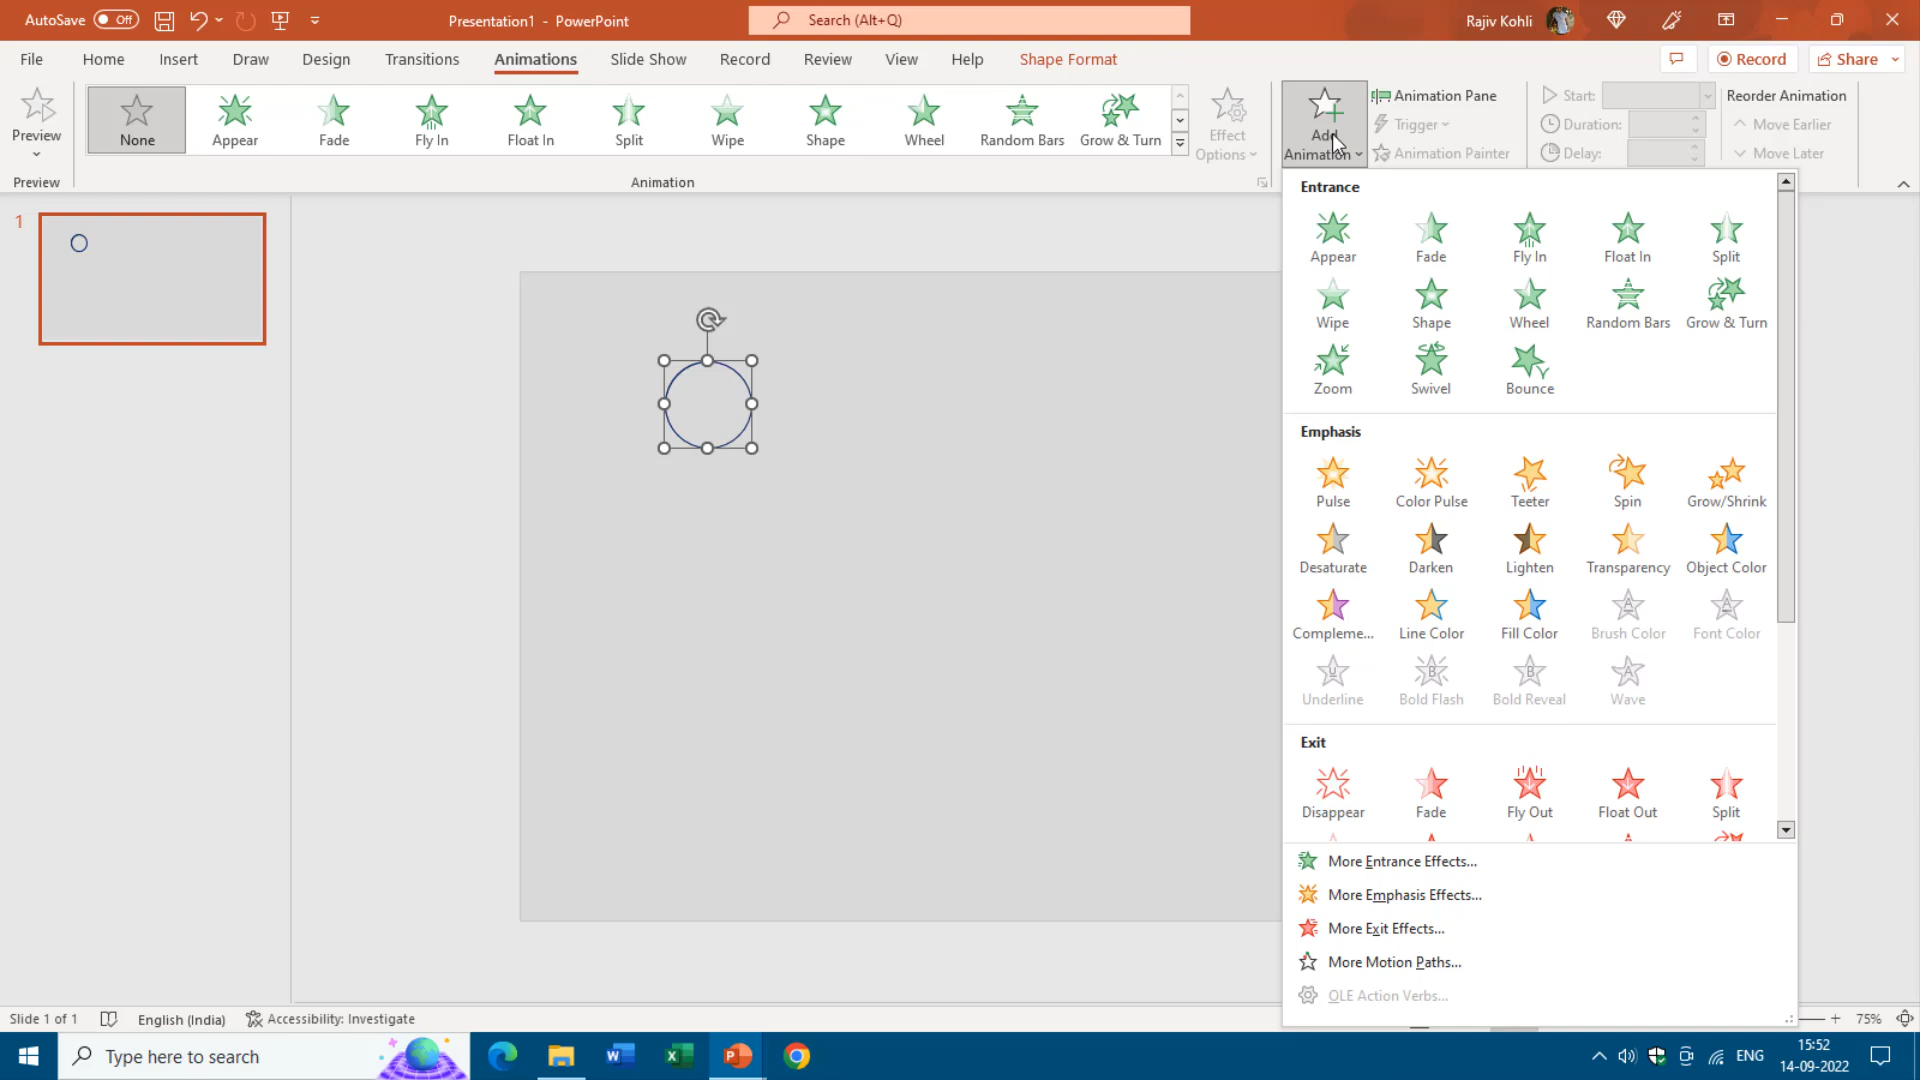 AutoSave Off Presentation1 - PowerPoint Search (Alt+Q) Rajiv Kohli
File Home Insert Draw Design Transitions Animations Slide Show Record Review View Help Shape Format Record Share
Preview None Appear Fade Fly In Float In Split Wipe Shape Wheel Random Bars Grow & Turn
Effect Options
Add Animation
Animation Pane
Trigger
Animation Painter
Start:
Duration:
Delay:
Reorder Animation
Move Earlier
Move Later
Preview Animation
1
Entrance
Appear Fade Fly In Float In Split
Wipe Shape Wheel Random Bars Grow & Turn
Zoom Swivel Bounce
Emphasis
Pulse Color Pulse Teeter Spin Grow/Shrink
Desaturate Darken Lighten Transparency Object Color
Compleme... Line Color Fill Color Brush Color Font Color
Underline Bold Flash Bold Reveal Wave
Exit
Disappear Fade Fly Out Float Out Split
More Entrance Effects...
More Emphasis Effects...
More Exit Effects...
More Motion Paths...
OLE Action Verbs...
Slide 1 of 1 English (India) Accessibility: Investigate 75%
Type here to search ENG 15:52
14-09-2022